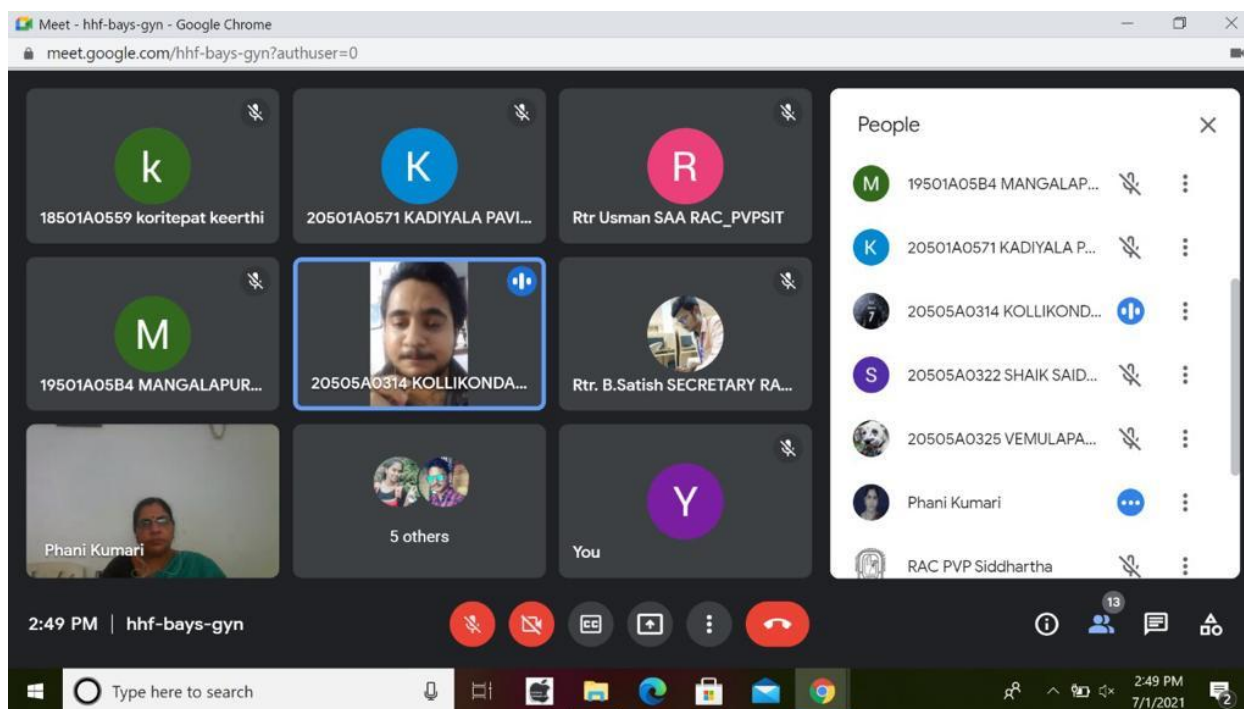 Meet - hhf-bays-gyn - Google Chrome
meet.google.com/hhf-bays-gyn?authuser=0
k
18501A0559 koritepat keerthi
K
20501A0571 KADIYALA PAVI...
R
Rtr Usman SAA RAC_PVPSIT
M
19501A05B4 MANGALAPUR...
20505A0314 KOLLIKONDA...
Rtr. B.Satish SECRETARY RA...
Phani Kumari
5 others
Y
You
People
M 19501A05B4 MANGALAP...
K 20501A0571 KADIYALA P...
7 20505A0314 KOLLIKOND...
S 20505A0322 SHAIK SAID...
20505A0325 VEMULAPA...
Phani Kumari
RAC PVP Siddhartha
2:49 PM | hhf-bays-gyn
CC
13
Type here to search
2:49 PM
7/1/2021
2